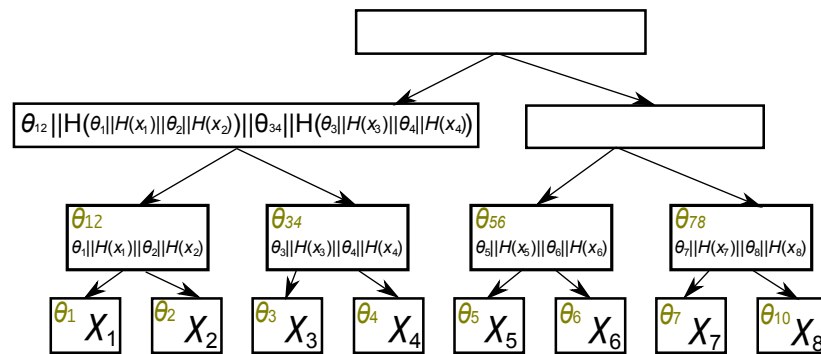 θ₁₂||H(θ₁||H(x₁)||θ₂||H(x₂))||θ₃₄||H(θ₃||H(x₃)||θ₄||H(x₄))
θ₁₂
θ₁||H(x₁)||θ₂||H(x₂)
θ₃₄
θ₃||H(x₃)||θ₄||H(x₄)
θ₅₆
θ₅||H(x₅)||θ₆||H(x₆)
θ₇₈
θ₇||H(x₇)||θ₈||H(x₈)
θ₁ X₁
θ₂ X₂
θ₃ X₃
θ₄ X₄
θ₅ X₅
θ₆ X₆
θ₇ X₇
θ₁₀ X₈